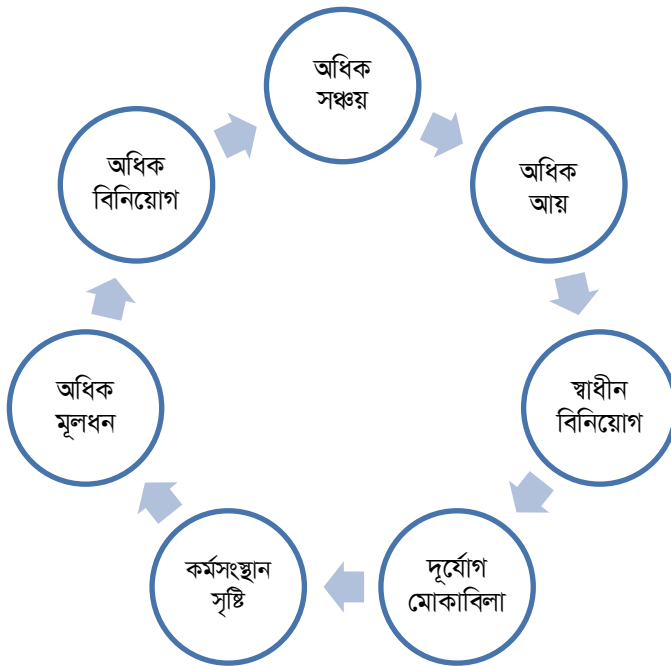 অধিক
সঞ্চয়
অধিক
আয়
স্বাধীন
বিনিয়োগ
দূর্যোগ
মোকাবিলা
কর্মসংস্থান
সৃষ্টি
অধিক
মূলধন
অধিক
বিনিয়োগ